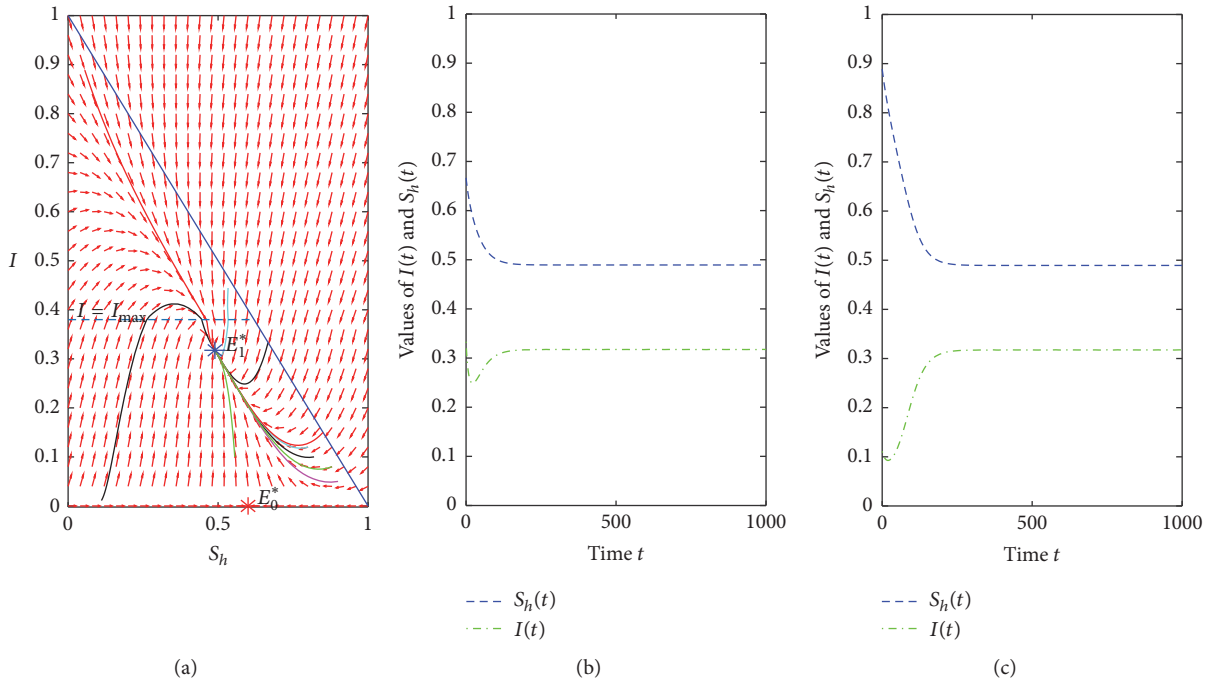 1
0.9
0.8
0.7
0.6
I 0.5
0.4
0.3
0.2
0.1
0
I = I_max
E_1^*
E_0^*
0 0.5 1
S_h
(a)
Values of I(t) and S_h(t)
1
0.9
0.8
0.7
0.6
0.5
0.4
0.3
0.2
0.1
0
0 500 1000
Time t
S_h(t)
I(t)
(b)
Values of I(t) and S_h(t)
1
0.9
0.8
0.7
0.6
0.5
0.4
0.3
0.2
0.1
0
0 500 1000
Time t
S_h(t)
I(t)
(c)